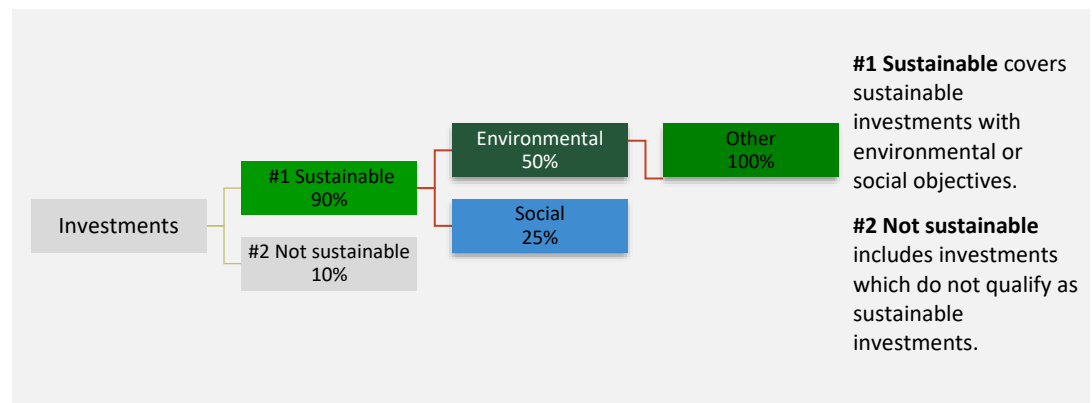 Investments
#1 Sustainable
90%
#2 Not sustainable
10%
Environmental
50%
Social
25%
Other
100%
#1 Sustainable covers
sustainable
investments with
environmental or
social objectives.
#2 Not sustainable
includes investments
which do not qualify as
sustainable
investments.